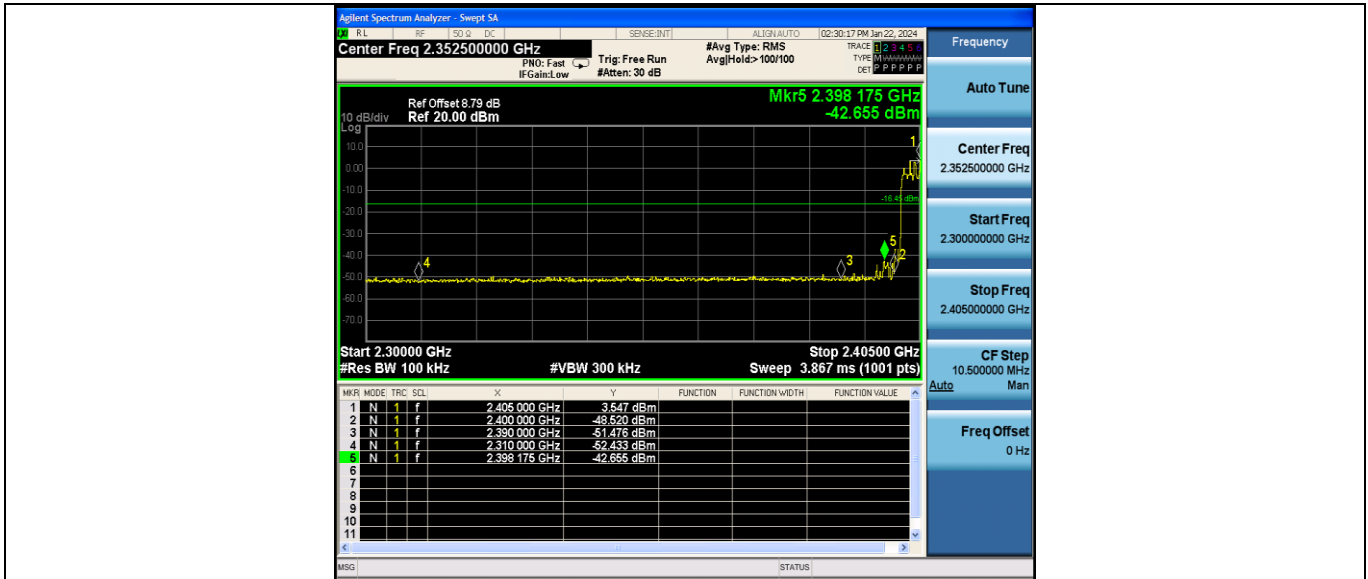 Agilent Spectrum Analyzer - Swept SA
LXI RL RF 50 Ω DC SENSE:INT ALIGN AUTO 02:30:17 PM Jan 22, 2024
Center Freq 2.352500000 GHz
PNO: Fast
IFGain:Low
Trig: Free Run
#Atten: 30 dB
#Avg Type: RMS
Avg|Hold:>100/100
TRACE 1 2 3 4 5 6
TYPE M W W W W W
DET P P P P P P
Mkr5 2.398 175 GHz
-42.655 dBm
Ref Offset 8.79 dB
10 dB/div Ref 20.00 dBm
Log
10.0
0.00
-10.0
-20.0
-30.0
-40.0
-50.0
-60.0
-70.0
1
-16.45 dBm
5
2
3
4
Start 2.30000 GHz Stop 2.40500 GHz
#Res BW 100 kHz #VBW 300 kHz Sweep 3.867 ms (1001 pts)
MKR MODE TRC SCL X Y FUNCTION FUNCTION WIDTH FUNCTION VALUE
1 N 1 f 2.405 000 GHz 3.547 dBm
2 N 1 f 2.400 000 GHz -48.520 dBm
3 N 1 f 2.390 000 GHz -51.476 dBm
4 N 1 f 2.310 000 GHz -52.433 dBm
5 N 1 f 2.398 175 GHz -42.655 dBm
6
7
8
9
10
11
MSG STATUS
Frequency
Auto Tune
Center Freq
2.352500000 GHz
Start Freq
2.300000000 GHz
Stop Freq
2.405000000 GHz
CF Step
10.500000 MHz
Auto Man
Freq Offset
0 Hz